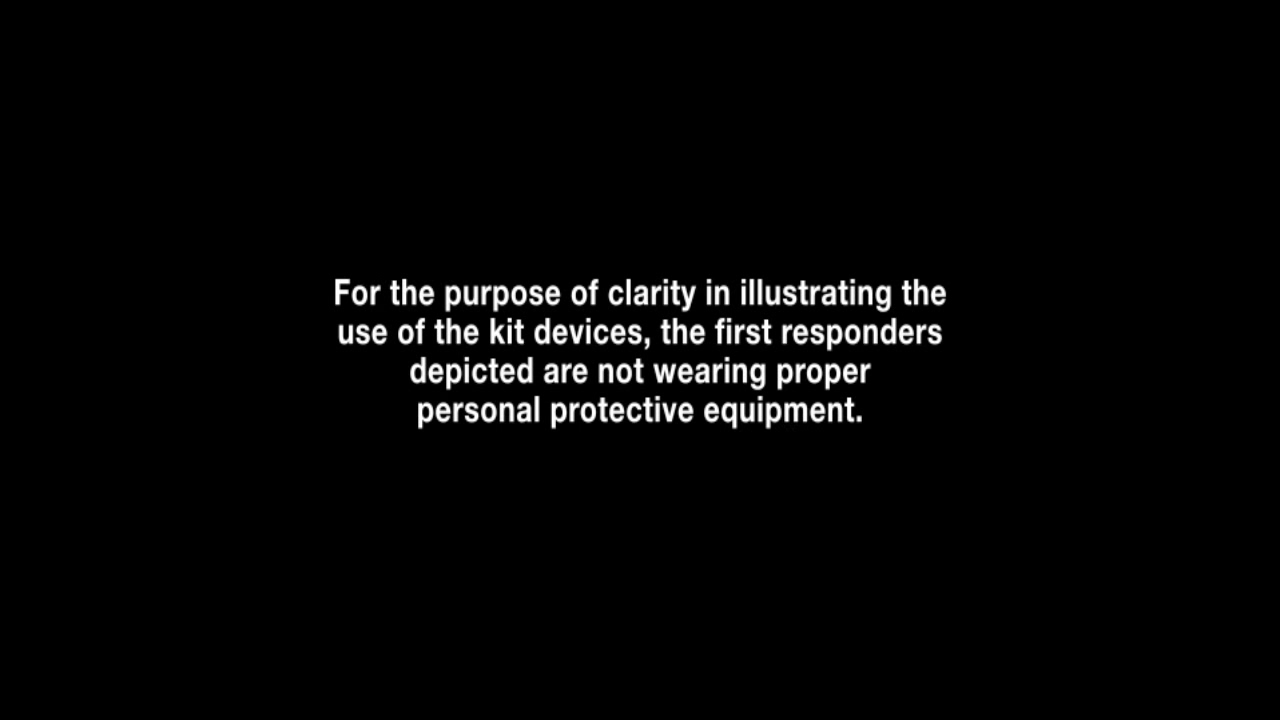 For the purpose of clarity in illustrating the
use of the kit devices, the first responders
depicted are not wearing proper
personal protective equipment.